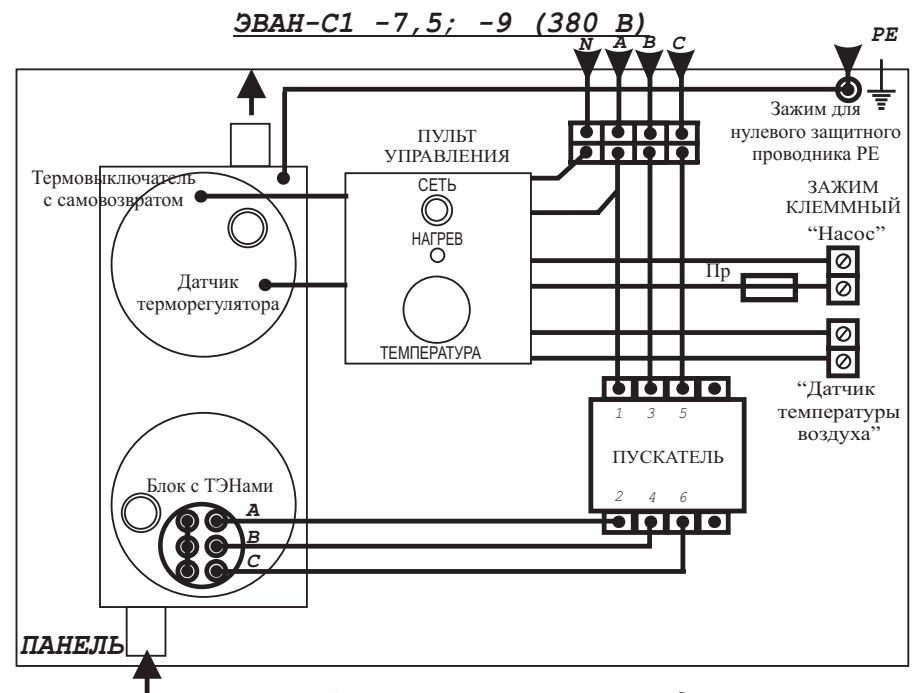 ЭВАН-С1 -7,5; -9 (380 В)
N A B C
PE
Зажим для
нулевого защитного
проводника PE
ПУЛЬТ
УПРАВЛЕНИЯ
Термовыключатель
с самовозвратом
СЕТЬ
НАГРЕВ
ТЕМПЕРАТУРА
Датчик
терморегулятора
ЗАЖИМ
КЛЕММНЫЙ
“Насос”
Пр
“Датчик
температуры
воздуха”
1 3 5
ПУСКАТЕЛЬ
2 4 6
Блок с ТЭНами
A
B
C
ПАНЕЛЬ